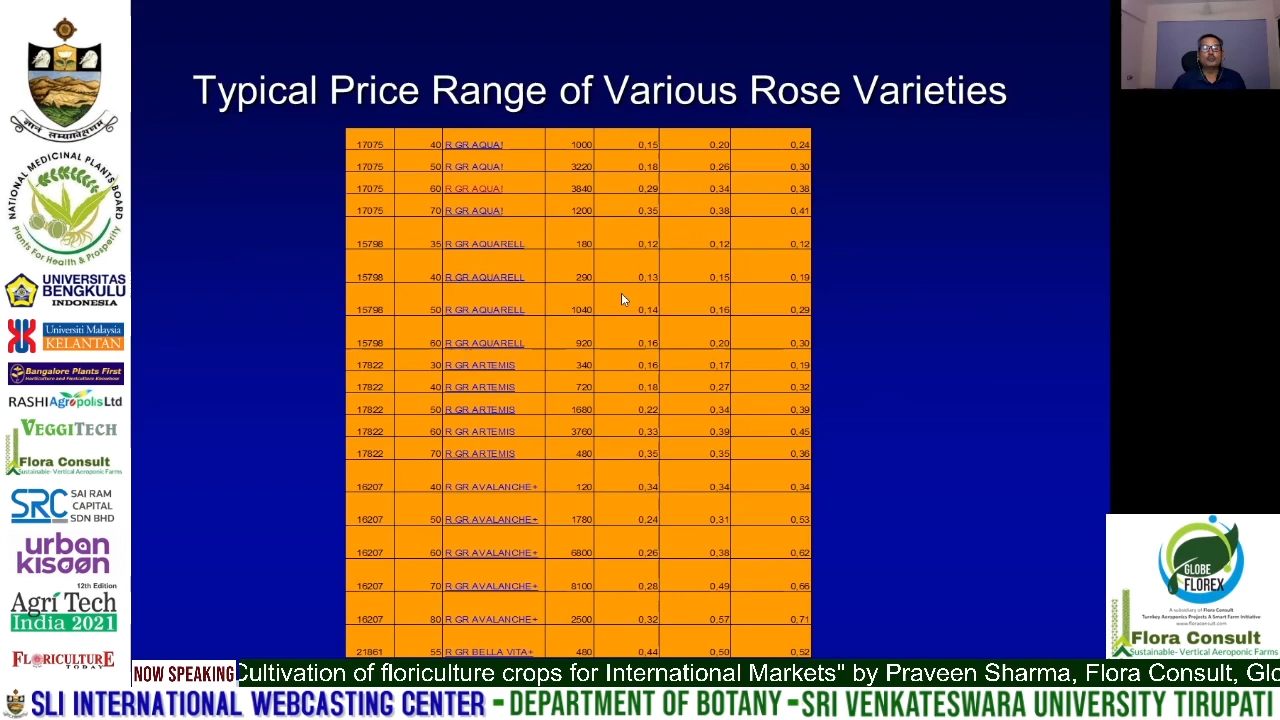 Typical Price Range of Various Rose Varieties
17075 40 R GR AQUA! 1000 0,15 0,20 0,24
17075 50 R GR AQUA! 3220 0,18 0,26 0,30
17075 60 R GR AQUA! 3840 0,29 0,34 0,38
17075 70 R GR AQUA! 1200 0,35 0,38 0,41
15798 35 R GR AQUARELL 180 0,12 0,12 0,12
15798 40 R GR AQUARELL 290 0,13 0,15 0,19
15798 50 R GR AQUARELL 1040 0,14 0,16 0,29
15798 60 R GR AQUARELL 920 0,16 0,20 0,30
17822 30 R GR ARTEMIS 340 0,16 0,17 0,19
17822 40 R GR ARTEMIS 720 0,18 0,27 0,32
17822 50 R GR ARTEMIS 1680 0,22 0,34 0,39
17822 60 R GR ARTEMIS 3760 0,33 0,39 0,45
17822 70 R GR ARTEMIS 480 0,35 0,35 0,36
16207 40 R GR AVALANCHE+ 120 0,34 0,34 0,34
16207 50 R GR AVALANCHE+ 1780 0,24 0,31 0,53
16207 60 R GR AVALANCHE+ 6800 0,26 0,38 0,62
16207 70 R GR AVALANCHE+ 8100 0,28 0,49 0,66
16207 80 R GR AVALANCHE+ 2500 0,32 0,57 0,71
21861 55 R GR BELLA VITA+ 480 0,44 0,50 0,52
NATIONAL MEDICINAL PLANTS BOARD
Plants For Health & Prosperity
UNIVERSITAS
BENGKULU
INDONESIA
Universiti Malaysia
KELANTAN
Bangalore Plants First
Horticulture and Floriculture Knowhow
RASHI Agropolis Ltd
VEGGITECH
Flora Consult
Sustainable- Vertical Aeroponic Farms
SRC SAI RAM
CAPITAL
SDN BHD
urban
kisaan
12th Edition
Agri Tech
India 2021
FLORICULTURE
TODAY
GLOBE
FLOREX
A subsidiary of Flora Consult
Turnkey Aeroponics Projects A Smart Farm Initiative
www.floraconsult.com
Flora Consult
Sustainable- Vertical Aeroponic Farms
NOW SPEAKING Cultivation of floriculture crops for International Markets" by Praveen Sharma, Flora Consult, Glo
SLI INTERNATIONAL WEBCASTING CENTER - DEPARTMENT OF BOTANY - SRI VENKATESWARA UNIVERSITY TIRUPATI